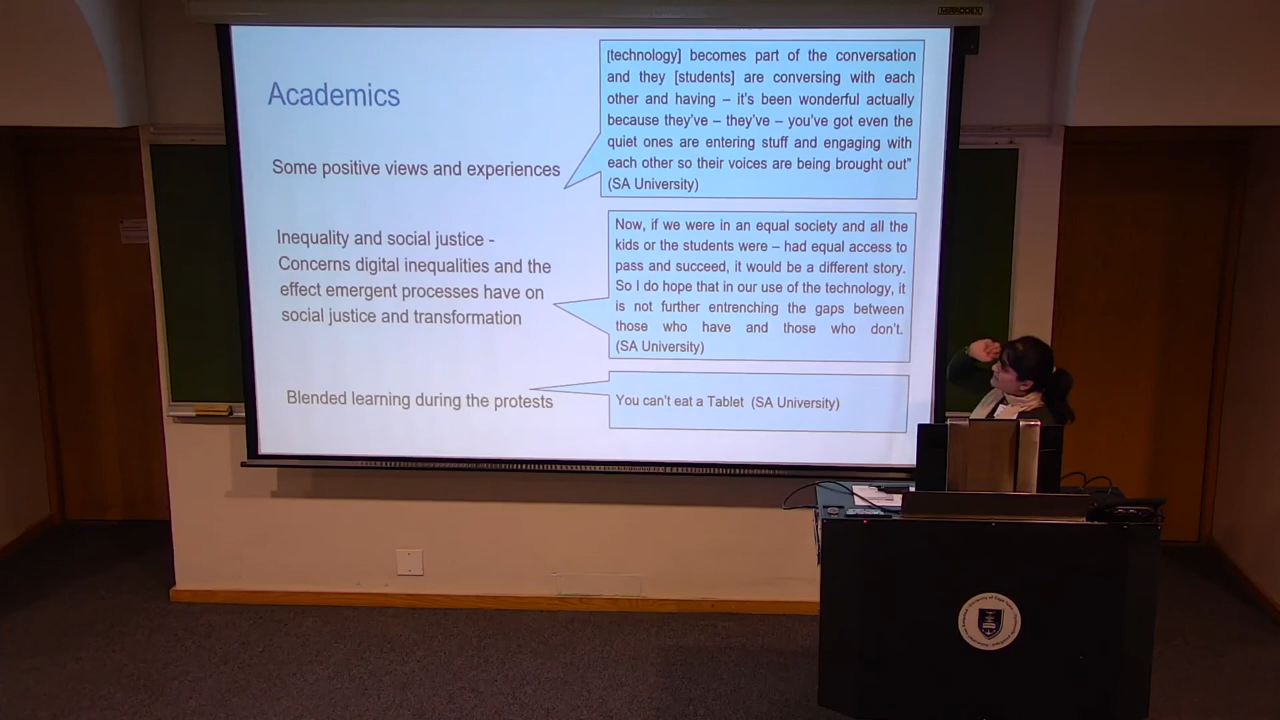 Academics
Some positive views and experiences
[technology] becomes part of the conversation
and they [students] are conversing with each
other and having – it's been wonderful actually
because they've – they've – you've got even the
quiet ones are entering stuff and engaging with
each other so their voices are being brought out"
(SA University)
Inequality and social justice -
Concerns digital inequalities and the
effect emergent processes have on
social justice and transformation
Now, if we were in an equal society and all the
kids or the students were – had equal access to
pass and succeed, it would be a different story.
So I do hope that in our use of the technology, it
is not further entrenching the gaps between
those who have and those who don't.
(SA University)
Blended learning during the protests
You can't eat a Tablet (SA University)
University of Cape Town